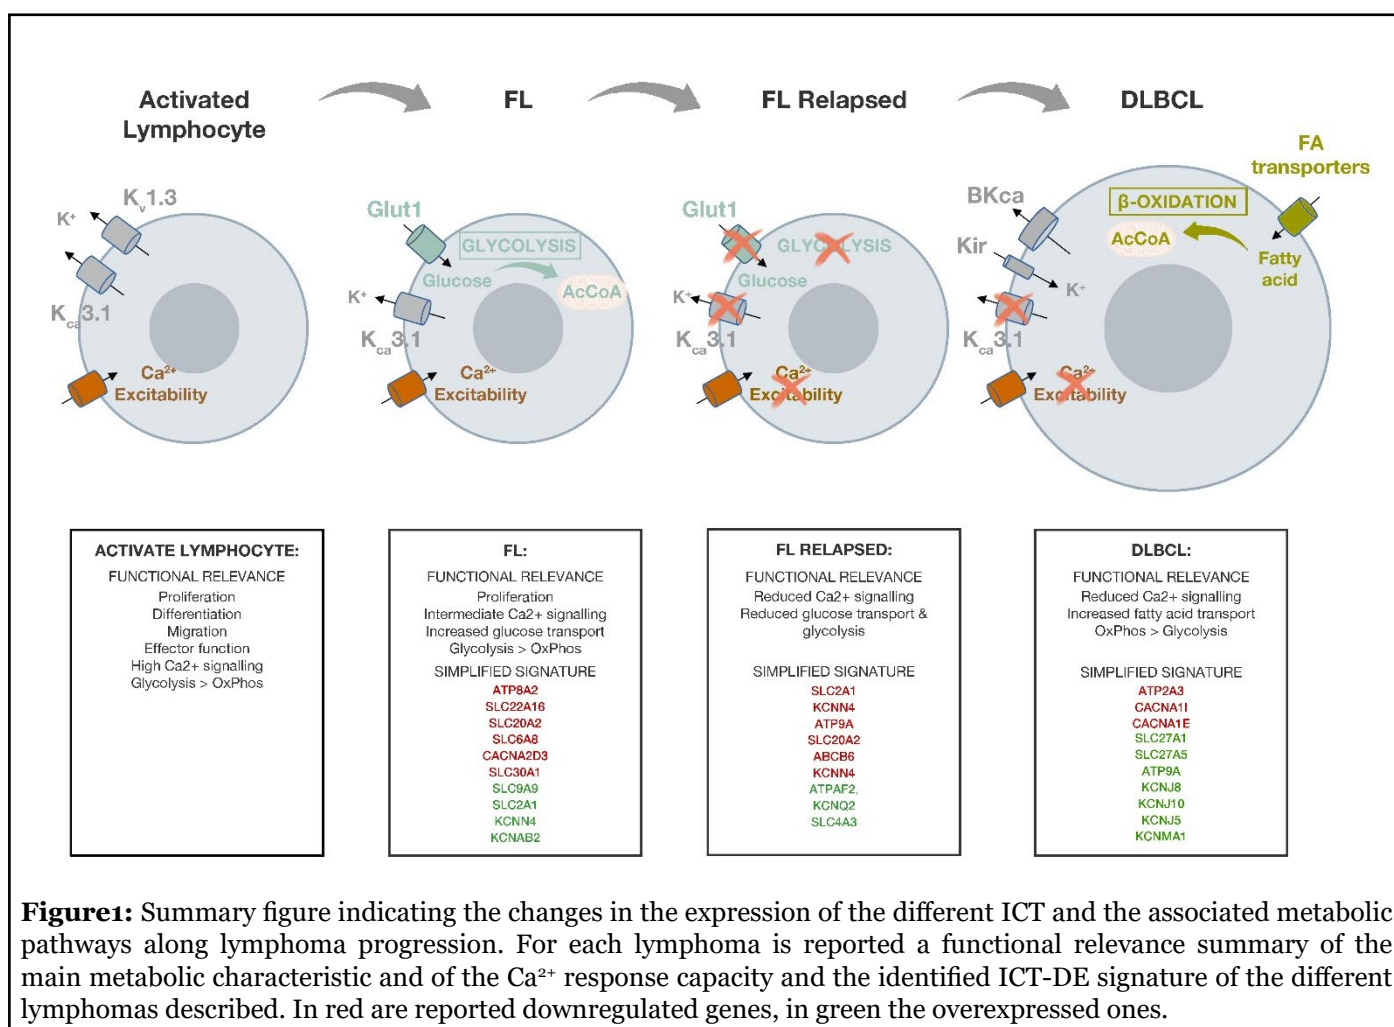 Activated
Lymphocyte
FL
FL Relapsed
DLBCL
Kv1.3
K+
Kca3.1
Ca2+
Excitability
Glut1
GLYCOLYSIS
Glucose
AcCoA
K+
Kca3.1
Ca2+
Excitability
Glut1
GLYCOLYSIS
Glucose
K+
Kca3.1
Ca2+
Excitability
FA
transporters
BKca
β-OXIDATION
AcCoA
Kir
Fatty
acid
K+
Kca3.1
Ca2+
Excitability
ACTIVATE LYMPHOCYTE:
FUNCTIONAL RELEVANCE
Proliferation
Differentiation
Migration
Effector function
High Ca2+ signalling
Glycolysis > OxPhos
FL:
FUNCTIONAL RELEVANCE
Proliferation
Intermediate Ca2+ signalling
Increased glucose transport
Glycolysis > OxPhos
SIMPLIFIED SIGNATURE
ATP8A2
SLC22A16
SLC20A2
SLC6A8
CACNA2D3
SLC30A1
SLC9A9
SLC2A1
KCNN4
KCNAB2
FL RELAPSED:
FUNCTIONAL RELEVANCE
Reduced Ca2+ signalling
Reduced glucose transport &
glycolysis
SIMPLIFIED SIGNATURE
SLC2A1
KCNN4
ATP9A
SLC20A2
ABCB6
KCNN4
ATPAF2,
KCNQ2
SLC4A3
DLBCL:
FUNCTIONAL RELEVANCE
Reduced Ca2+ signalling
Increased fatty acid transport
OxPhos > Glycolysis
SIMPLIFIED SIGNATURE
ATP2A3
CACNA1I
CACNA1E
SLC27A1
SLC27A5
ATP9A
KCNJ8
KCNJ10
KCNJ5
KCNMA1
Figure1: Summary figure indicating the changes in the expression of the different ICT and the associated metabolic
pathways along lymphoma progression. For each lymphoma is reported a functional relevance summary of the
main metabolic characteristic and of the Ca2+ response capacity and the identified ICT-DE signature of the different
lymphomas described. In red are reported downregulated genes, in green the overexpressed ones.